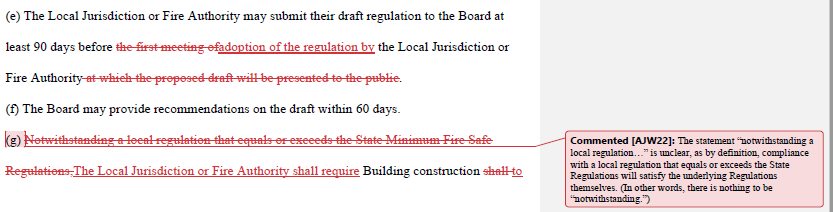 (e) The Local Jurisdiction or Fire Authority may submit their draft regulation to the Board at
least 90 days before the first meeting ofadoption of the regulation by the Local Jurisdiction or
Fire Authority at which the proposed draft will be presented to the public.
(f) The Board may provide recommendations on the draft within 60 days.
(g) Notwithstanding a local regulation that equals or exceeds the State Minimum Fire Safe
Regulations,The Local Jurisdiction or Fire Authority shall require Building construction shall to
Commented [AJW22]: The statement “notwithstanding a
local regulation…” is unclear, as by definition, compliance
with a local regulation that equals or exceeds the State
Regulations will satisfy the underlying Regulations
themselves. (In other words, there is nothing to be
“notwithstanding.”)